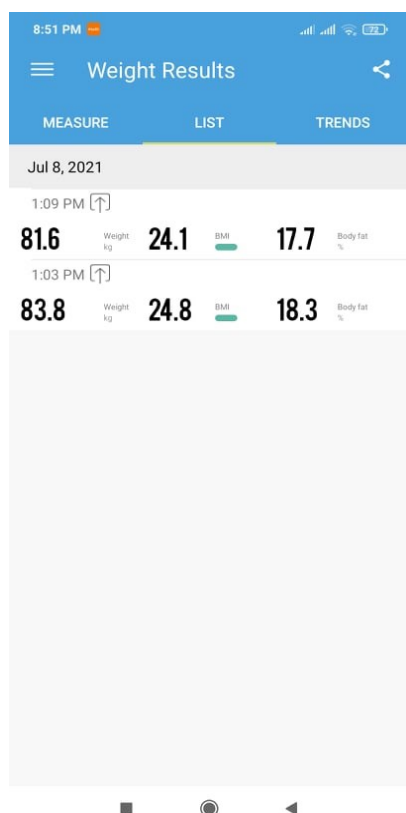 8:51 PM 72
Weight Results
MEASURE LIST TRENDS
Jul 8, 2021
1:09 PM
81.6 Weight kg 24.1 BMI 17.7 Body fat %
1:03 PM
83.8 Weight kg 24.8 BMI 18.3 Body fat %